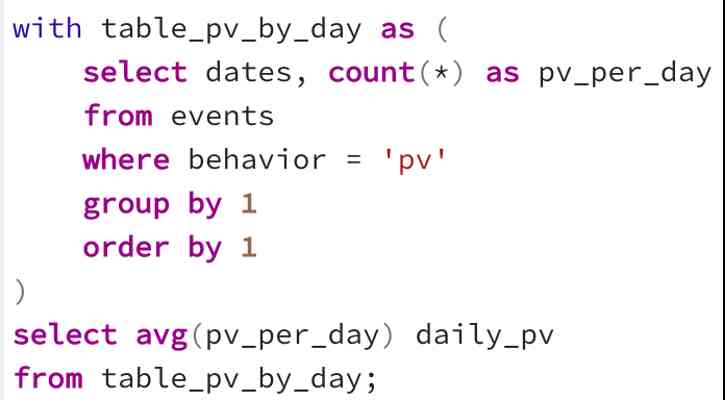 with table_pv_by_day as (
    select dates, count(*) as pv_per_day
    from events
    where behavior = 'pv'
    group by 1
    order by 1
)
select avg(pv_per_day) daily_pv
from table_pv_by_day;